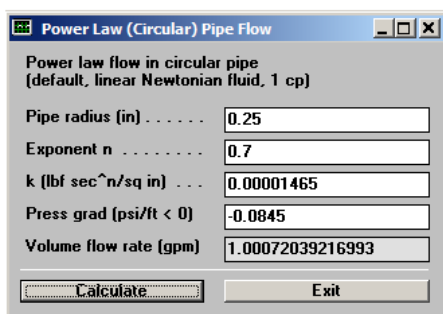 Power Law (Circular) Pipe Flow
Power law flow in circular pipe
(default, linear Newtonian fluid, 1 cp)
Pipe radius (in) . . . . . . 0.25
Exponent n . . . . . . . . 0.7
k (lbf sec^n/sq in) . . . 0.00001465
Press grad (psi/ft < 0) -0.0845
Volume flow rate (gpm) 1.00072039216993
Calculate Exit